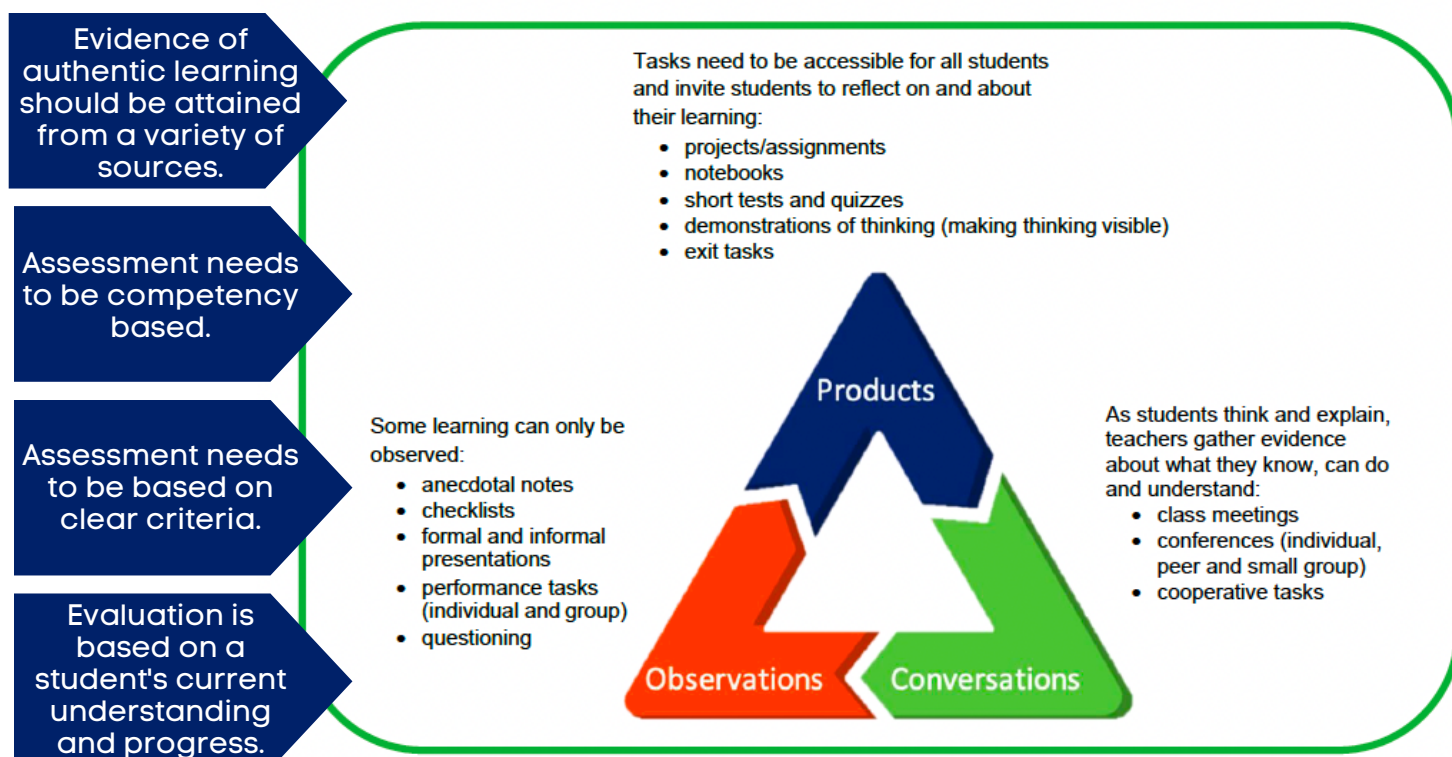 Evidence of
authentic learning
should be attained
from a variety of
sources.
Assessment needs
to be competency
based.
Assessment needs
to be based on
clear criteria.
Evaluation is
based on a
student's current
understanding
and progress.
Tasks need to be accessible for all students
and invite students to reflect on and about
their learning:
• projects/assignments
• notebooks
• short tests and quizzes
• demonstrations of thinking (making thinking visible)
• exit tasks
Products
Some learning can only be
observed:
• anecdotal notes
• checklists
• formal and informal
presentations
• performance tasks
(individual and group)
• questioning
Observations
As students think and explain,
teachers gather evidence
about what they know, can do
and understand:
• class meetings
• conferences (individual,
peer and small group)
• cooperative tasks
Conversations